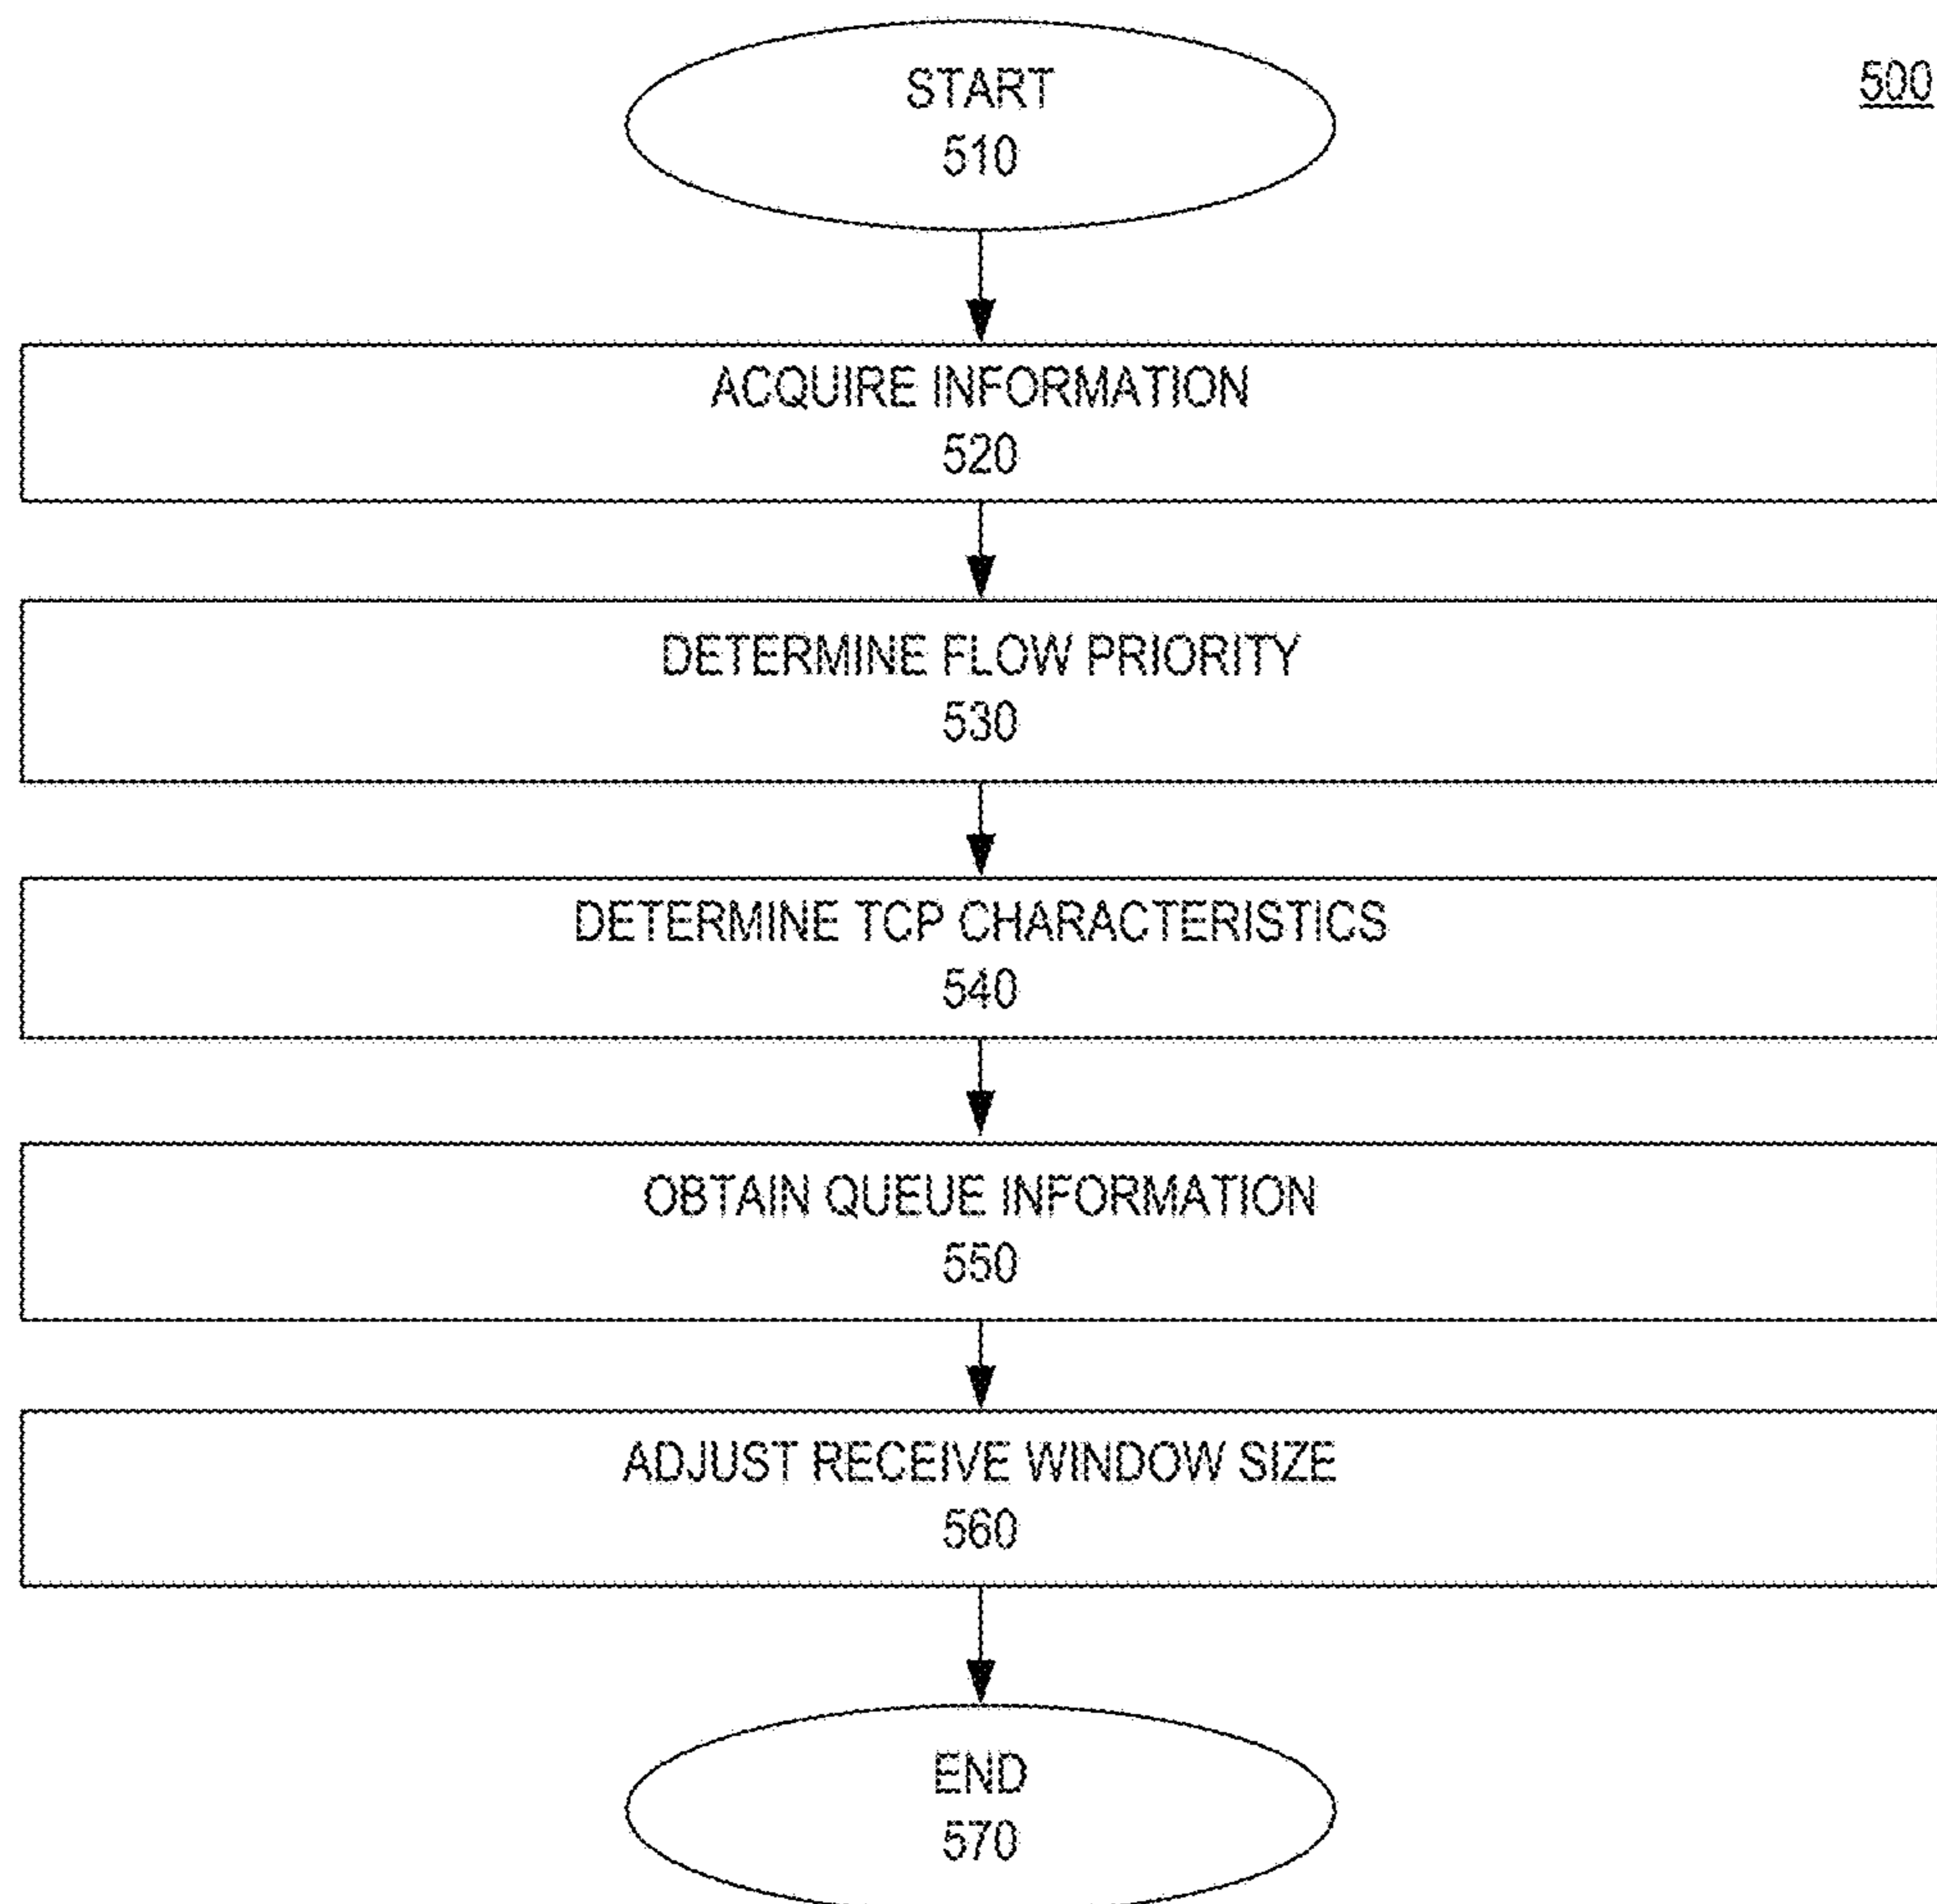 START
510
500
ACQUIRE INFORMATION
520
DETERMINE FLOW PRIORITY
530
DETERMINE TCP CHARACTERISTICS
540
OBTAIN QUEUE INFORMATION
550
ADJUST RECEIVE WINDOW SIZE
560
END
570